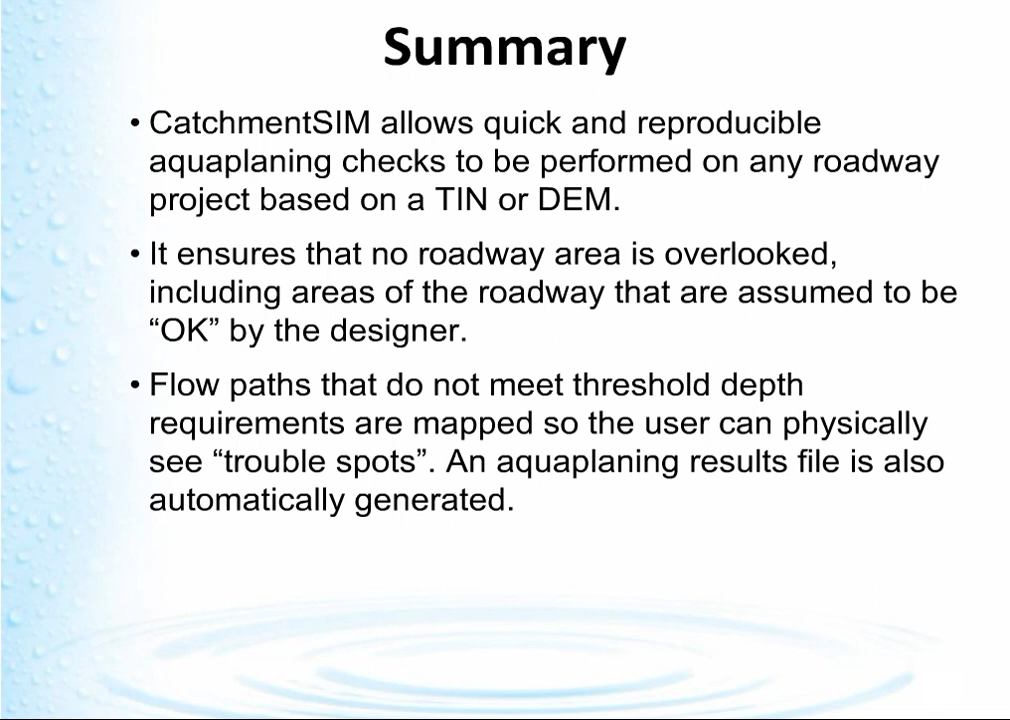 Summary
• CatchmentSIM allows quick and reproducible
aquaplaning checks to be performed on any roadway
project based on a TIN or DEM.
• It ensures that no roadway area is overlooked,
including areas of the roadway that are assumed to be
“OK” by the designer.
• Flow paths that do not meet threshold depth
requirements are mapped so the user can physically
see “trouble spots”. An aquaplaning results file is also
automatically generated.